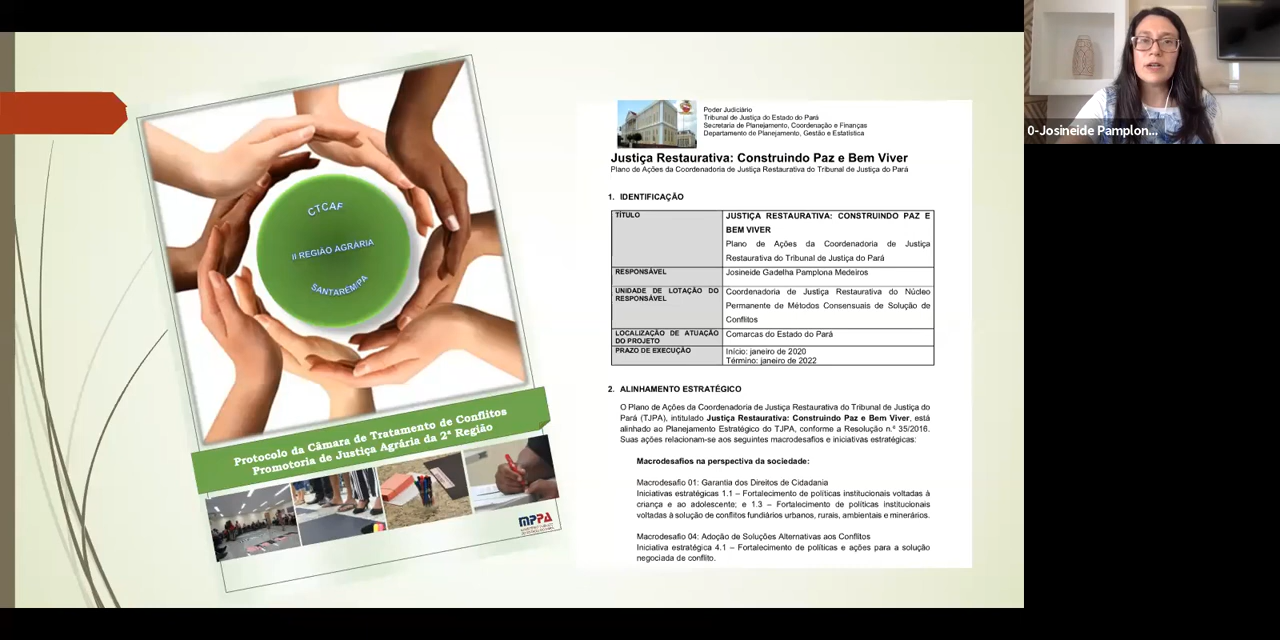 CTCAF
II REGIÃO AGRÁRIA
SANTAREM/PA
Protocolo da Câmara de Tratamento de Conflitos
Promotoria de Justiça Agrária da 2ª Região
MPPA
Poder Judiciário
Tribunal de Justiça do Estado do Pará
Secretaria de Planejamento, Coordenação e Finanças
Departamento de Planejamento, Gestão e Estatística
Justiça Restaurativa: Construindo Paz e Bem Viver
Plano de Ações da Coordenadoria de Justiça Restaurativa do Tribunal de Justiça do Pará
1. IDENTIFICAÇÃO
TÍTULO
JUSTIÇA RESTAURATIVA: CONSTRUINDO PAZ E
BEM VIVER
Plano de Ações da Coordenadoria de Justiça
Restaurativa do Tribunal de Justiça do Pará
RESPONSÁVEL
Josineide Gadelha Pamplona Medeiros
UNIDADE DE LOTAÇÃO DO
RESPONSÁVEL
Coordenadoria de Justiça Restaurativa do Núcleo
Permanente de Métodos Consensuais de Solução de
Conflitos
LOCALIZAÇÃO DE ATUAÇÃO
DO PROJETO
Comarcas do Estado do Pará
PRAZO DE EXECUÇÃO
Início: janeiro de 2020
Término: janeiro de 2022
2. ALINHAMENTO ESTRATÉGICO
O Plano de Ações da Coordenadoria de Justiça Restaurativa do Tribunal de Justiça do
Pará (TJPA), intitulado Justiça Restaurativa: Construindo Paz e Bem Viver, está
alinhado ao Planejamento Estratégico do TJPA, conforme a Resolução n.º 35/2016.
Suas ações relacionam-se aos seguintes macrodesafios e iniciativas estratégicas:
Macrodesafios na perspectiva da sociedade:
Macrodesafio 01: Garantia dos Direitos de Cidadania
Iniciativas estratégicas 1.1 – Fortalecimento de políticas institucionais voltadas à
criança e ao adolescente; e 1.3 – Fortalecimento de políticas institucionais
voltadas à solução de conflitos fundiários urbanos, rurais, ambientais e minerários.
Macrodesafio 04: Adoção de Soluções Alternativas aos Conflitos
Iniciativa estratégica 4.1 – Fortalecimento de políticas e ações para a solução
negociada de conflito.
0-Josineide Pamplon...